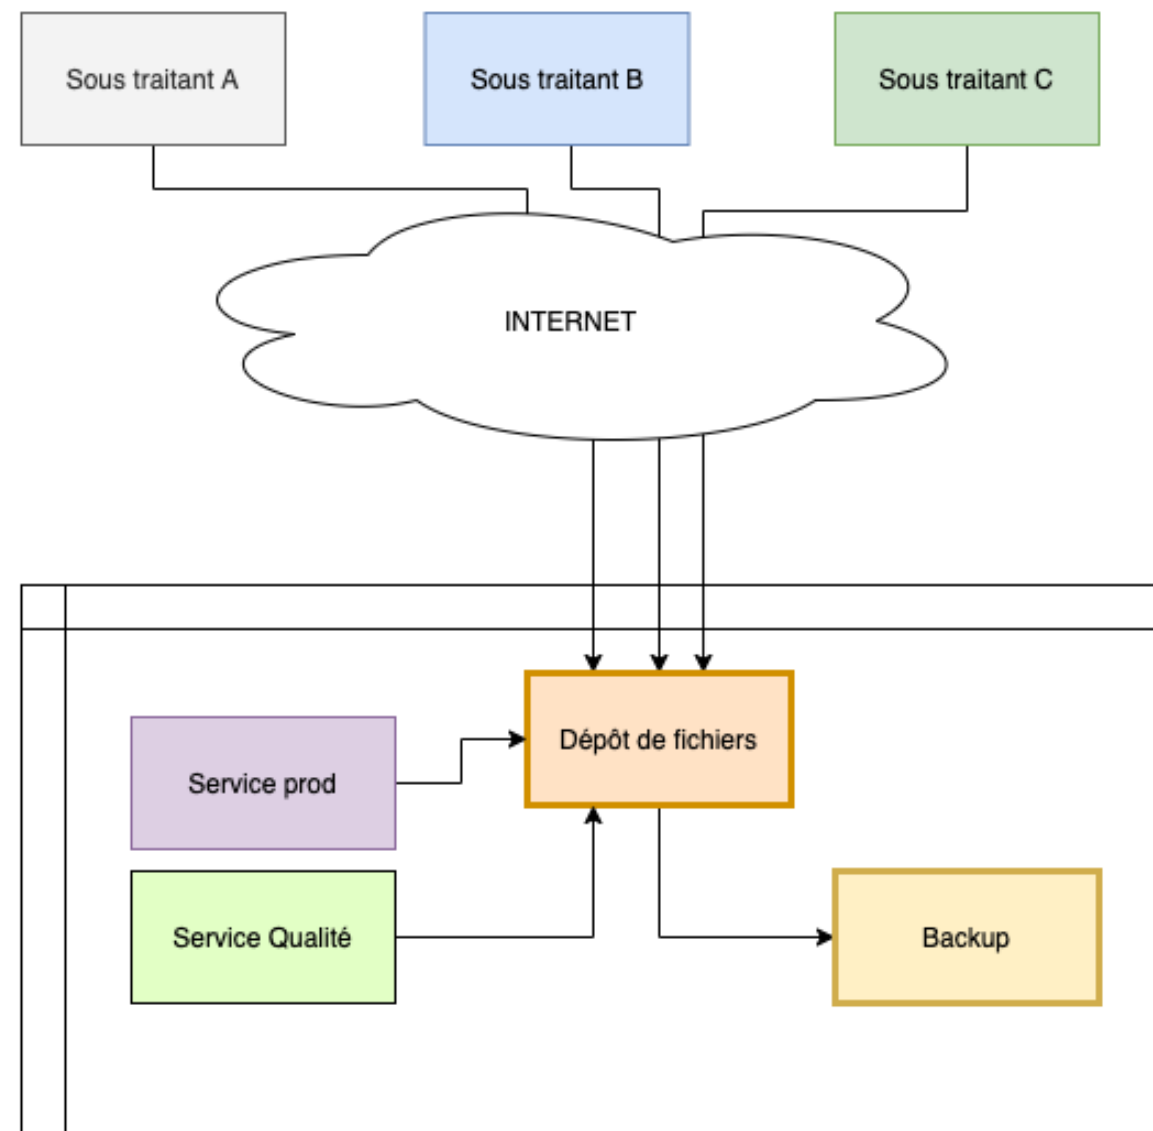 Sous traitant A
Sous traitant B
Sous traitant C
INTERNET
Dépôt de fichiers
Service prod
Service Qualité
Backup